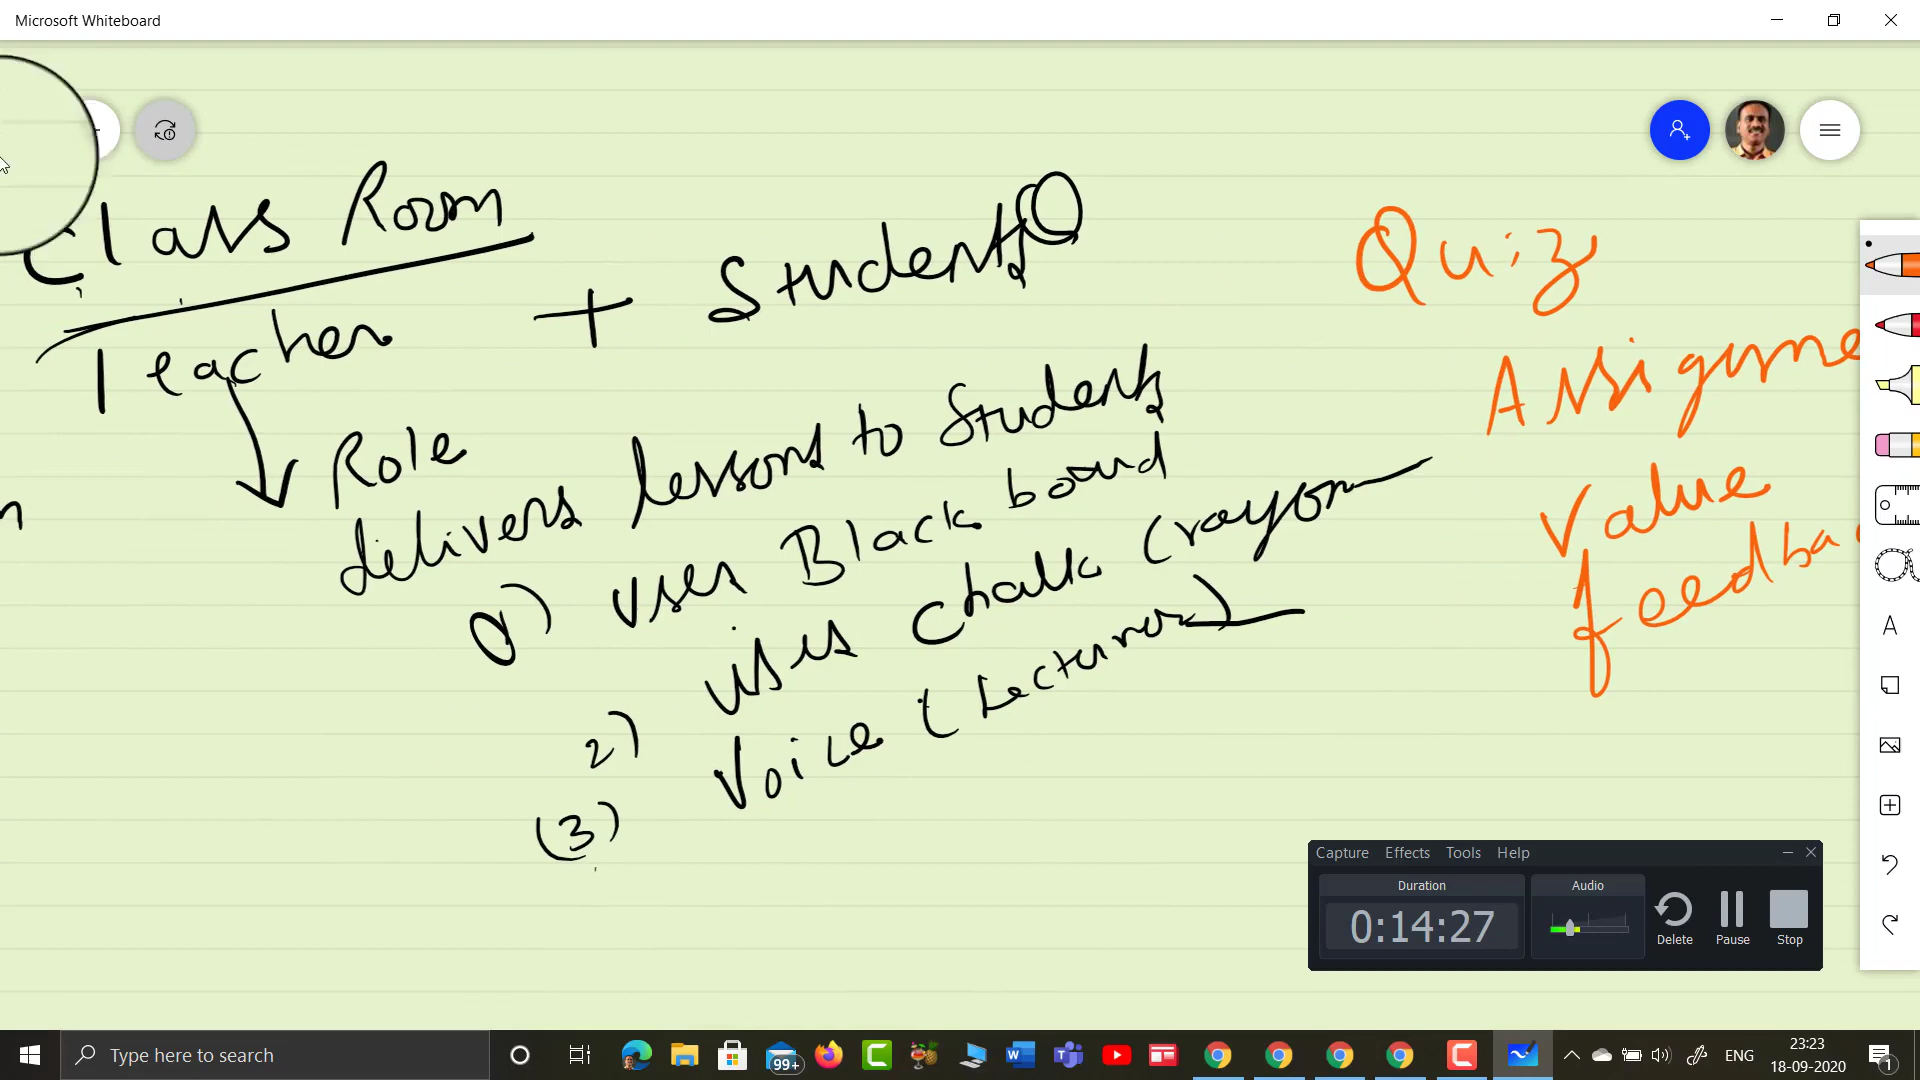 Microsoft Whiteboard
Class Room
Teacher + Students
Role
delivers lessons to Students
uses Black board
2) uses chalk (rayon
(3) Voice (Lecturer)
Quiz
Assignme
Value
feedba
Capture Effects Tools Help
Duration
0:14:27
Audio
Delete
Pause
Stop
Type here to search
99+
ENG
23:23
18-09-2020
1